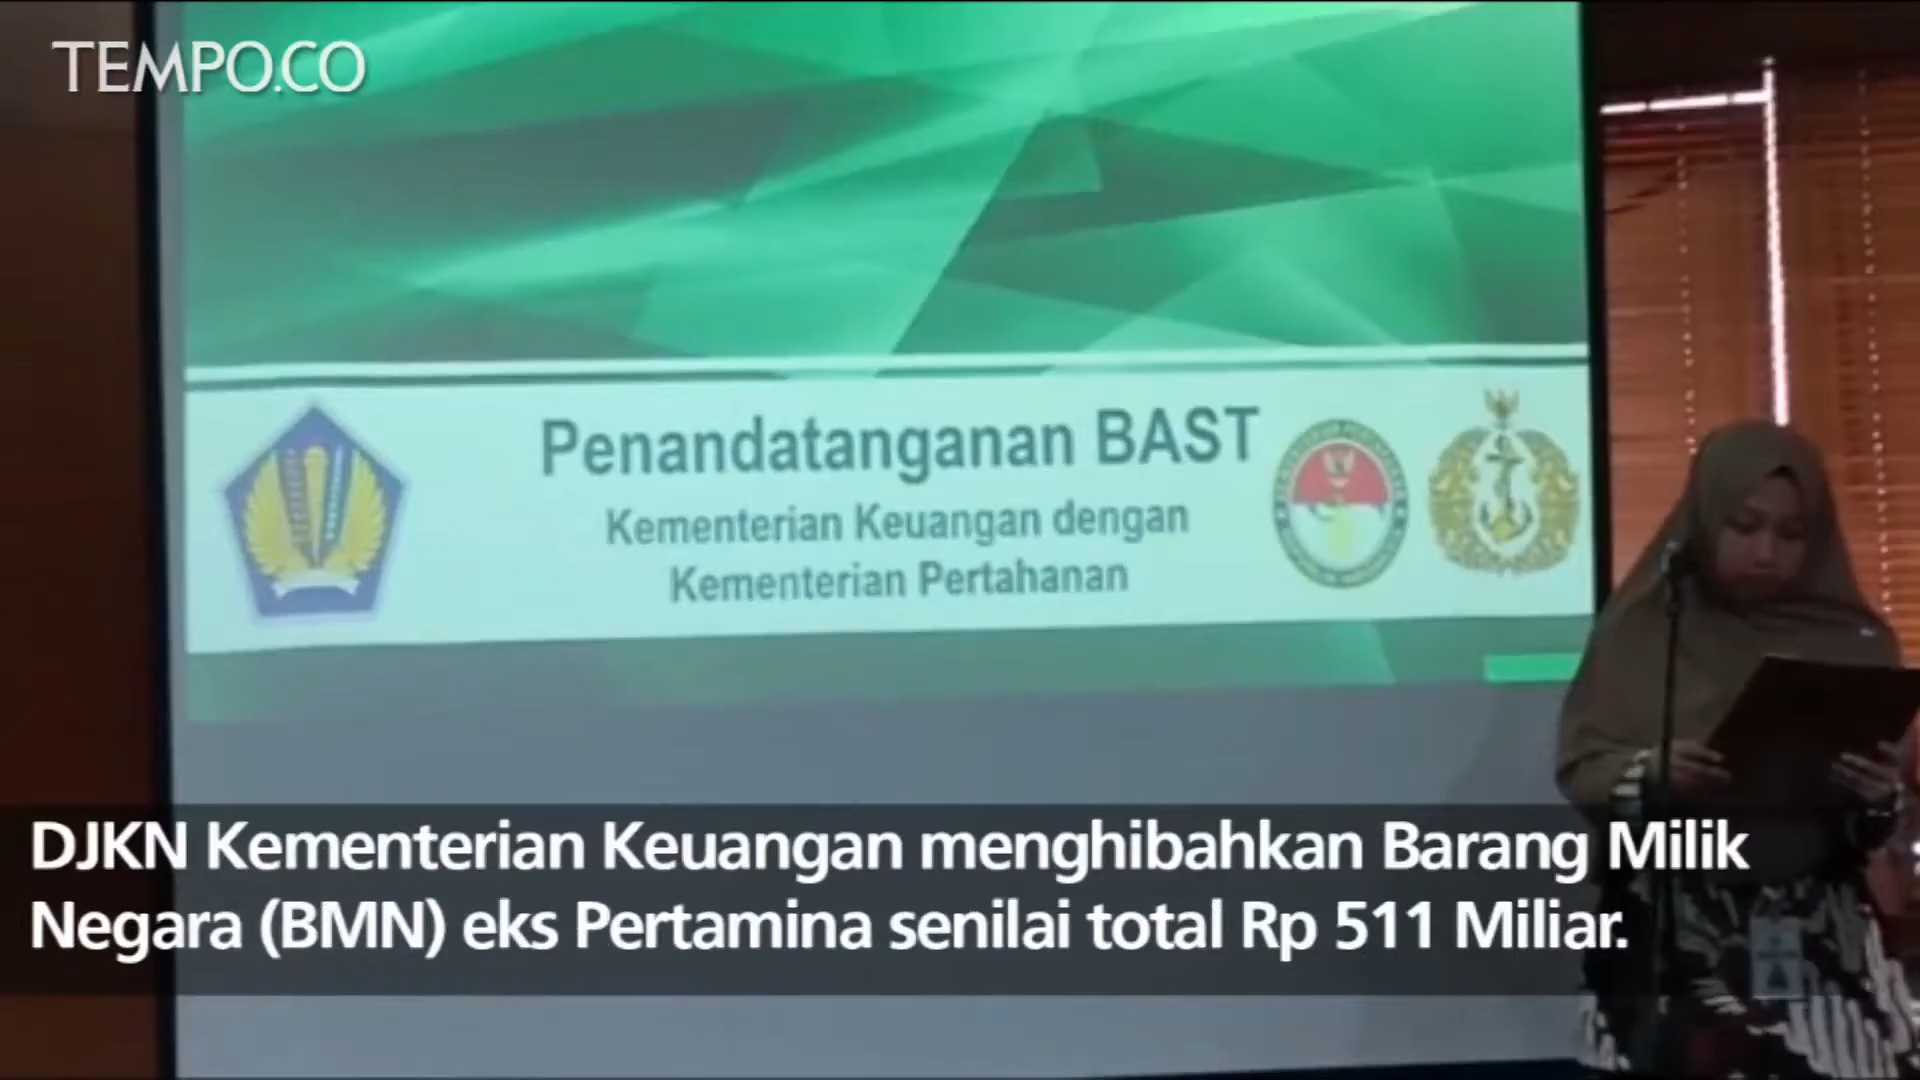 TEMPO.CO
Penandatanganan BAST
Kementerian Keuangan dengan
Kementerian Pertahanan
DJKN Kementerian Keuangan menghibahkan Barang Milik
Negara (BMN) eks Pertamina senilai total Rp 511 Miliar.